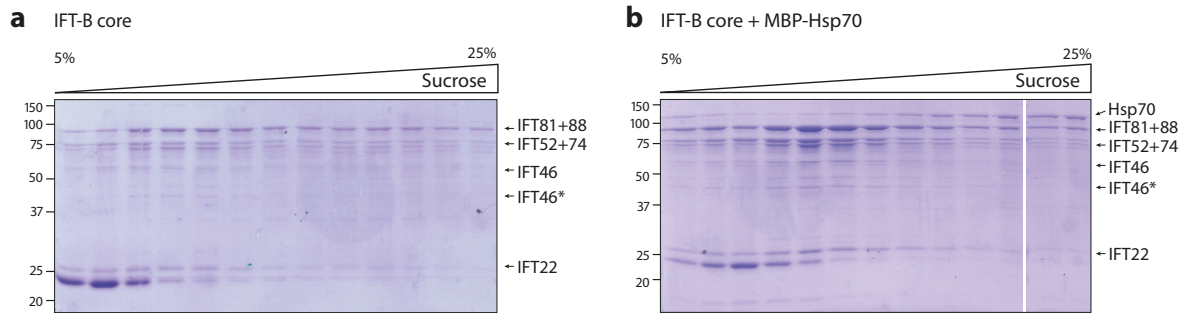 a IFT-B core
5% 25%
Sucrose
150
100
75
50
37
25
20
IFT81+88
IFT52+74
IFT46
IFT46*
IFT22
b IFT-B core + MBP-Hsp70
5% 25%
Sucrose
150
100
75
50
37
25
20
Hsp70
IFT81+88
IFT52+74
IFT46
IFT46*
IFT22